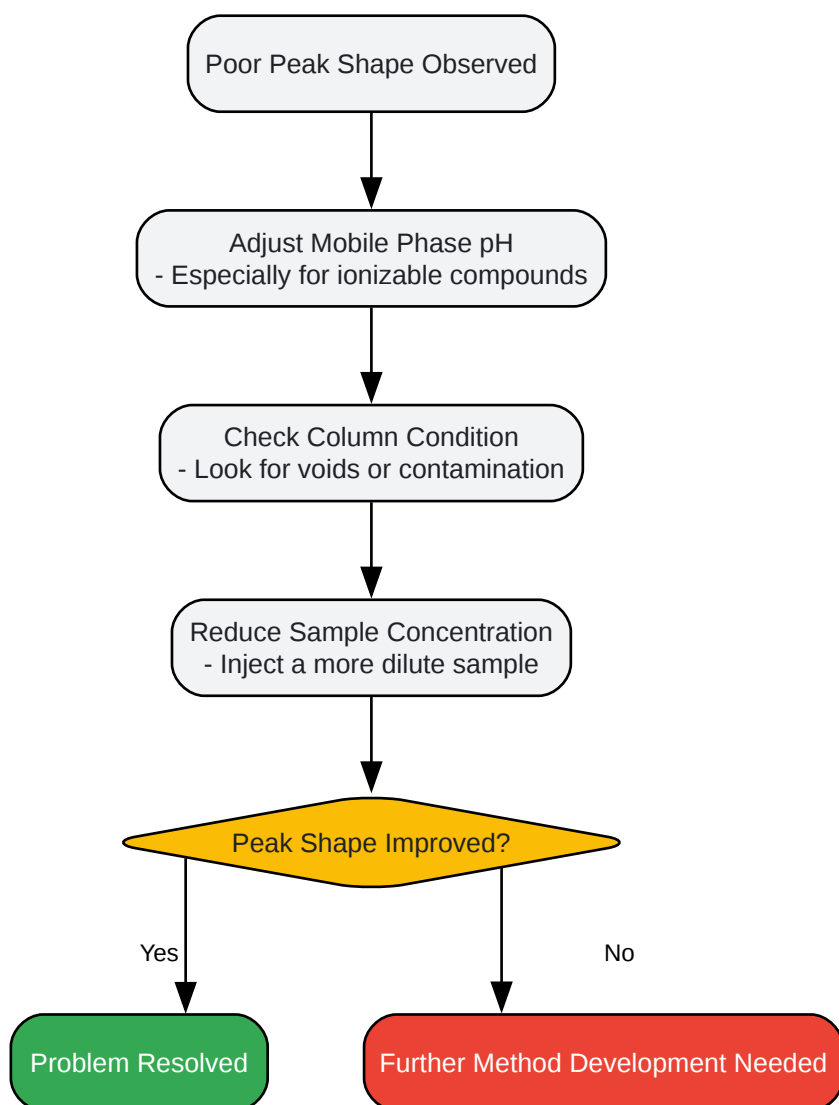 Poor Peak Shape Observed
Adjust Mobile Phase pH
- Especially for ionizable compounds
Check Column Condition
- Look for voids or contamination
Reduce Sample Concentration
- Inject a more dilute sample
Peak Shape Improved?
Yes
No
Problem Resolved
Further Method Development Needed